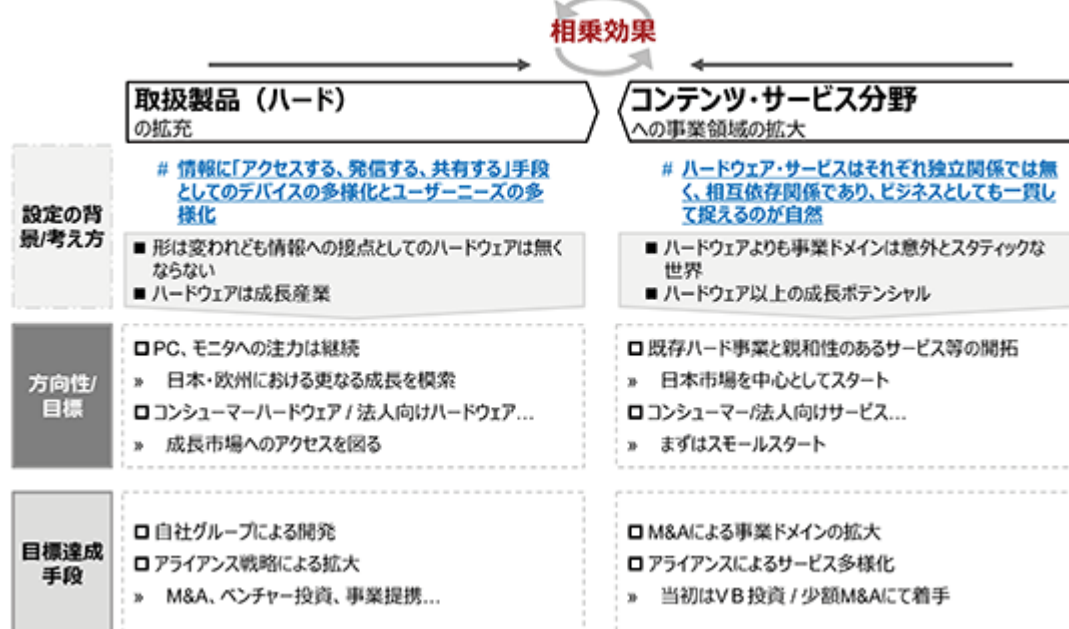 相乗効果
取扱製品（ハード）
の拡充
コンテンツ・サービス分野
への事業領域の拡大
設定の背
景/考え方
# 情報に「アクセスする、発信する、共有する」手段
としてのデバイスの多様化とユーザーニーズの多
様化
■ 形は変われども情報への接点としてのハードウェアは無く
ならない
■ ハードウェアは成長産業
# ハードウェア・サービスはそれぞれ独立関係では無
く、相互依存関係であり、ビジネスとしても一貫し
て捉えるのが自然
■ ハードウェアよりも事業ドメインは意外とスタティックな
世界
■ ハードウェア以上の成長ポテンシャル
方向性/
目標
□ PC、モニタへの注力は継続
» 日本・欧州における更なる成長を模索
□ コンシューマーハードウェア / 法人向けハードウェア…
» 成長市場へのアクセスを図る
□ 既存ハード事業と親和性のあるサービス等の開拓
» 日本市場を中心としてスタート
□ コンシューマー/法人向けサービス…
» まずはスモールスタート
目標達成
手段
□ 自社グループによる開発
□ アライアンス戦略による拡大
» M&A、ベンチャー投資、事業提携…
□ M&Aによる事業ドメインの拡大
□ アライアンスによるサービス多様化
» 当初はVB投資 / 少額M&Aにて着手